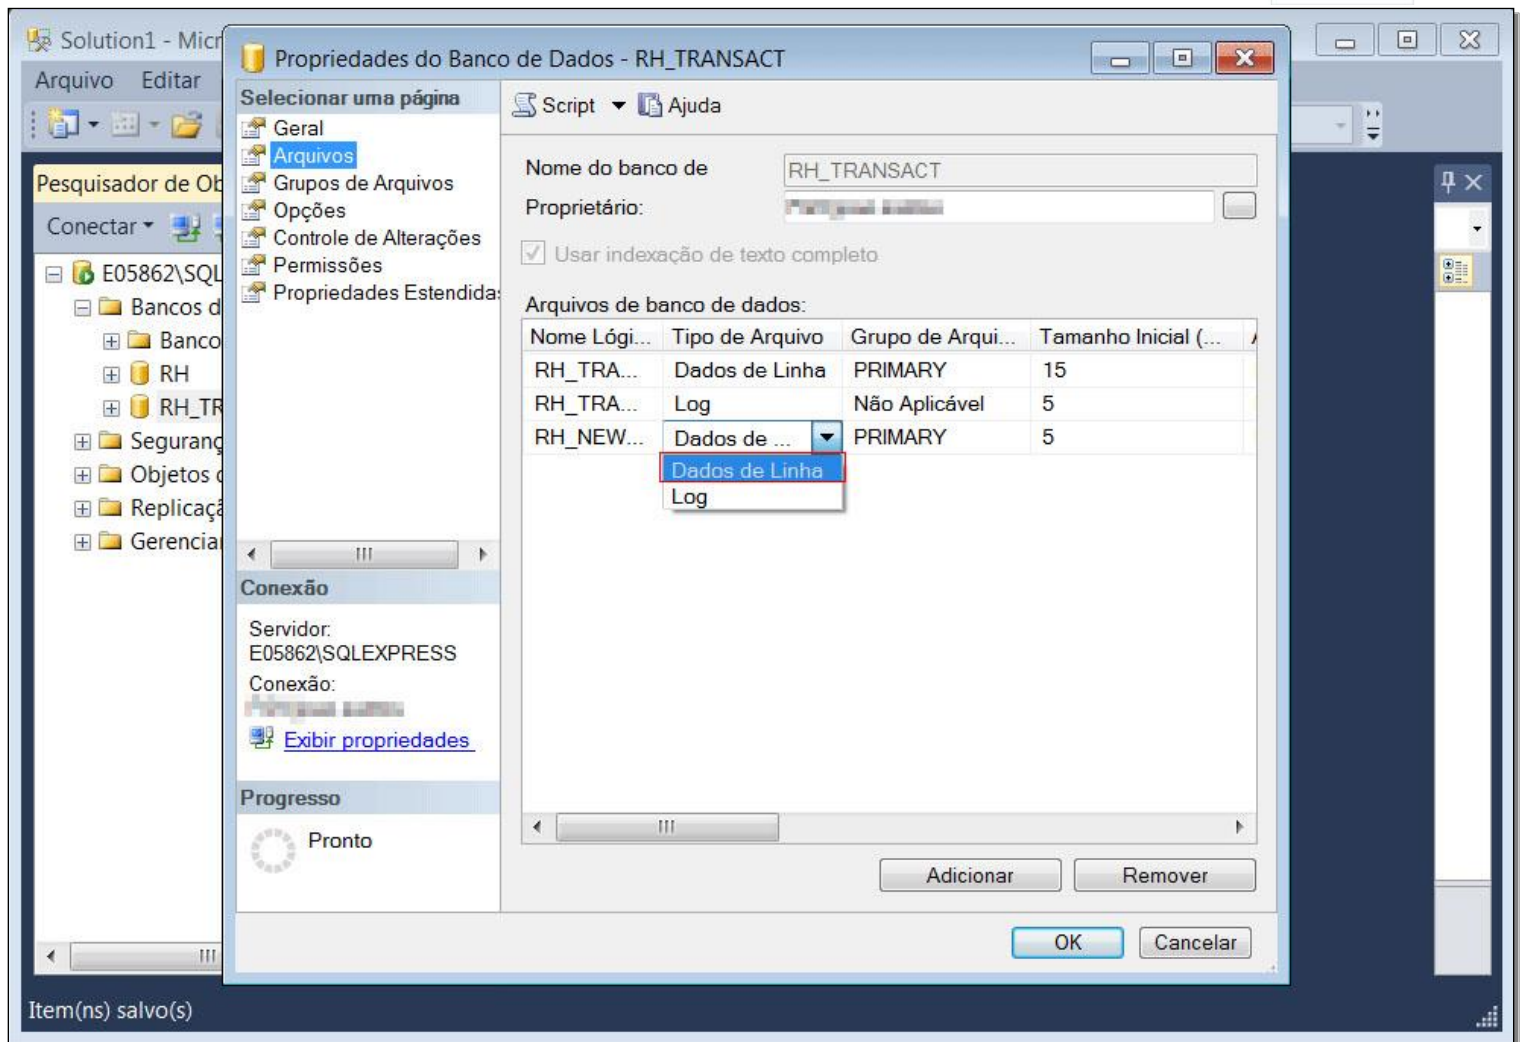 Solution1 - Micr
Arquivo Editar
Pesquisador de Ob
Conectar
E05862\SQL
Bancos d
Banco
RH
RH_TR
Seguranç
Objetos d
Replicaçã
Gerenciar
Item(ns) salvo(s)
Propriedades do Banco de Dados - RH_TRANSACT
Selecionar uma página
Geral
Arquivos
Grupos de Arquivos
Opções
Controle de Alterações
Permissões
Propriedades Estendidas
Conexão
Servidor:
E05862\SQLEXPRESS
Conexão:
Exibir propriedades
Progresso
Pronto
Script Ajuda
Nome do banco de RH_TRANSACT
Proprietário:
Usar indexação de texto completo
Arquivos de banco de dados:
Nome Lógi... Tipo de Arquivo Grupo de Arqui... Tamanho Inicial (...
RH_TRA... Dados de Linha PRIMARY 15
RH_TRA... Log Não Aplicável 5
RH_NEW... Dados de ... PRIMARY 5
Dados de Linha
Log
Adicionar Remover
OK Cancelar